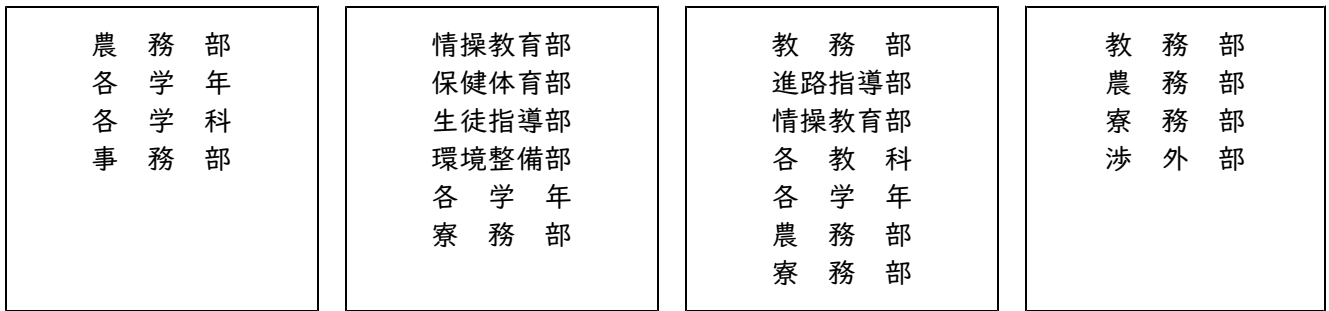 農務部
各学年
各学科
事務部
情操教育部
保健体育部
生徒指導部
環境整備部
各学年
寮務部
教務部
進路指導部
情操教育部
各教科
各学年
農務部
寮務部
教務部
農務部
寮務部
渉外部